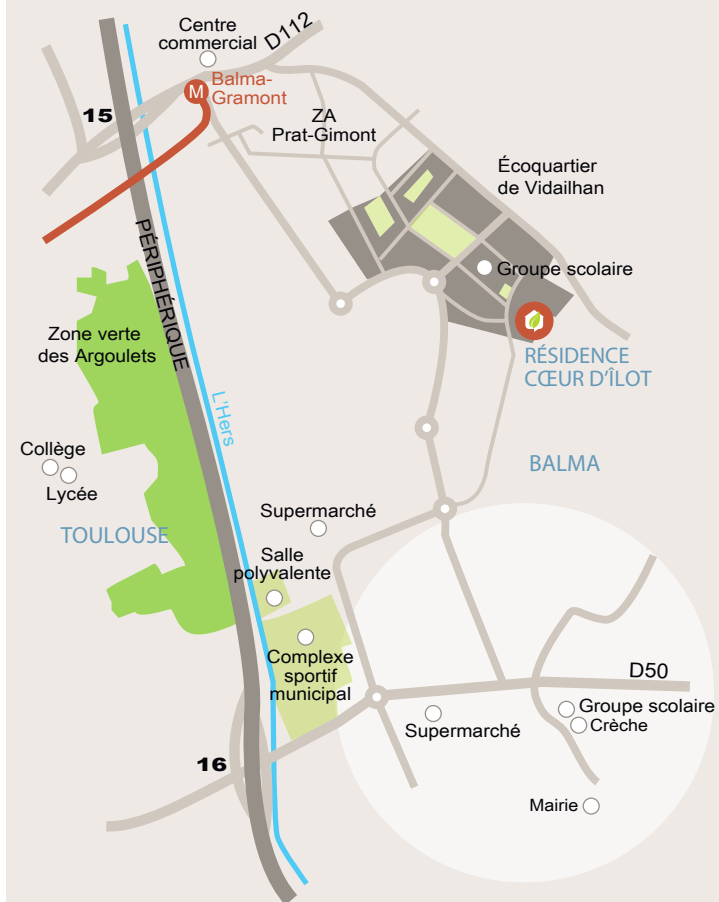 Centre
commercial
D112
M
Balma-
Gramont
15
ZA
Prat-Gimont
Écoquartier
de Vidailhan
PÉRIPHÉRIQUE
Groupe scolaire
Zone verte
des Argoulets
RÉSIDENCE
CŒUR D'ÎLOT
L'Hers
Collège
Lycée
BALMA
Supermarché
TOULOUSE
Salle
polyvalente
Complexe
sportif
municipal
D50
Groupe scolaire
Supermarché
Crèche
16
Mairie